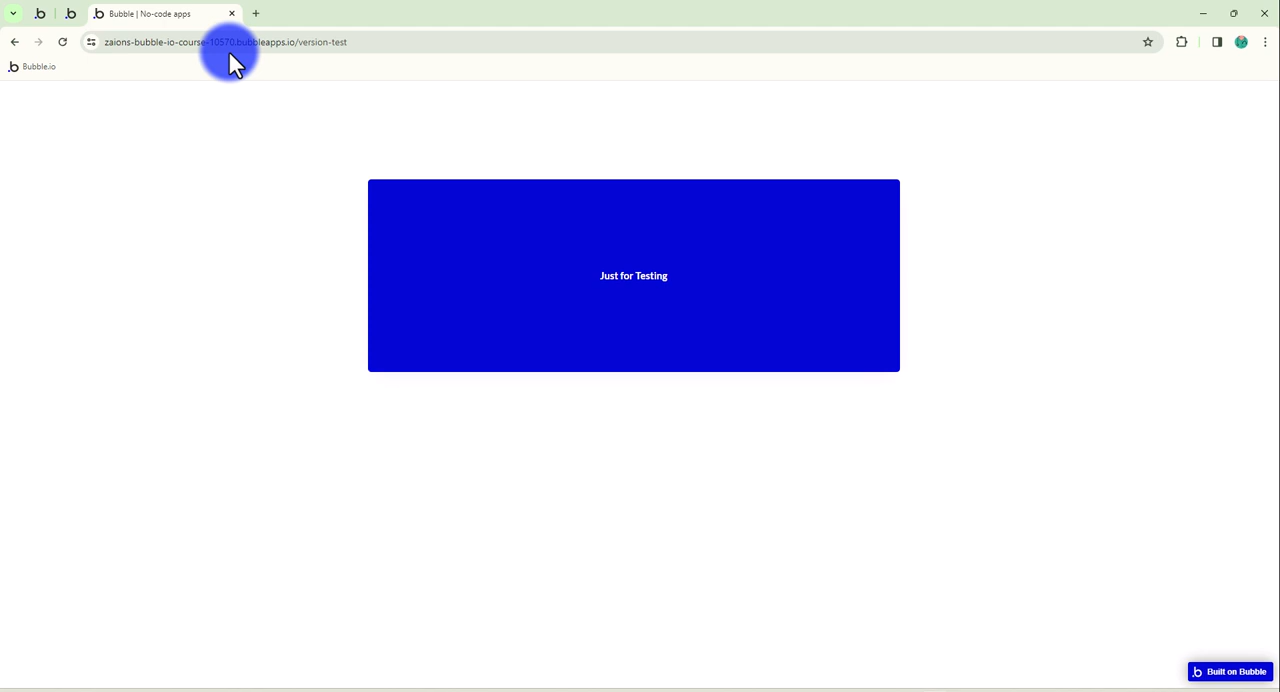 Bubble | No-code apps
zaions-bubble-io-course-10570.bubbleapps.io/version-test
Bubble.io
Just for Testing
Built on Bubble